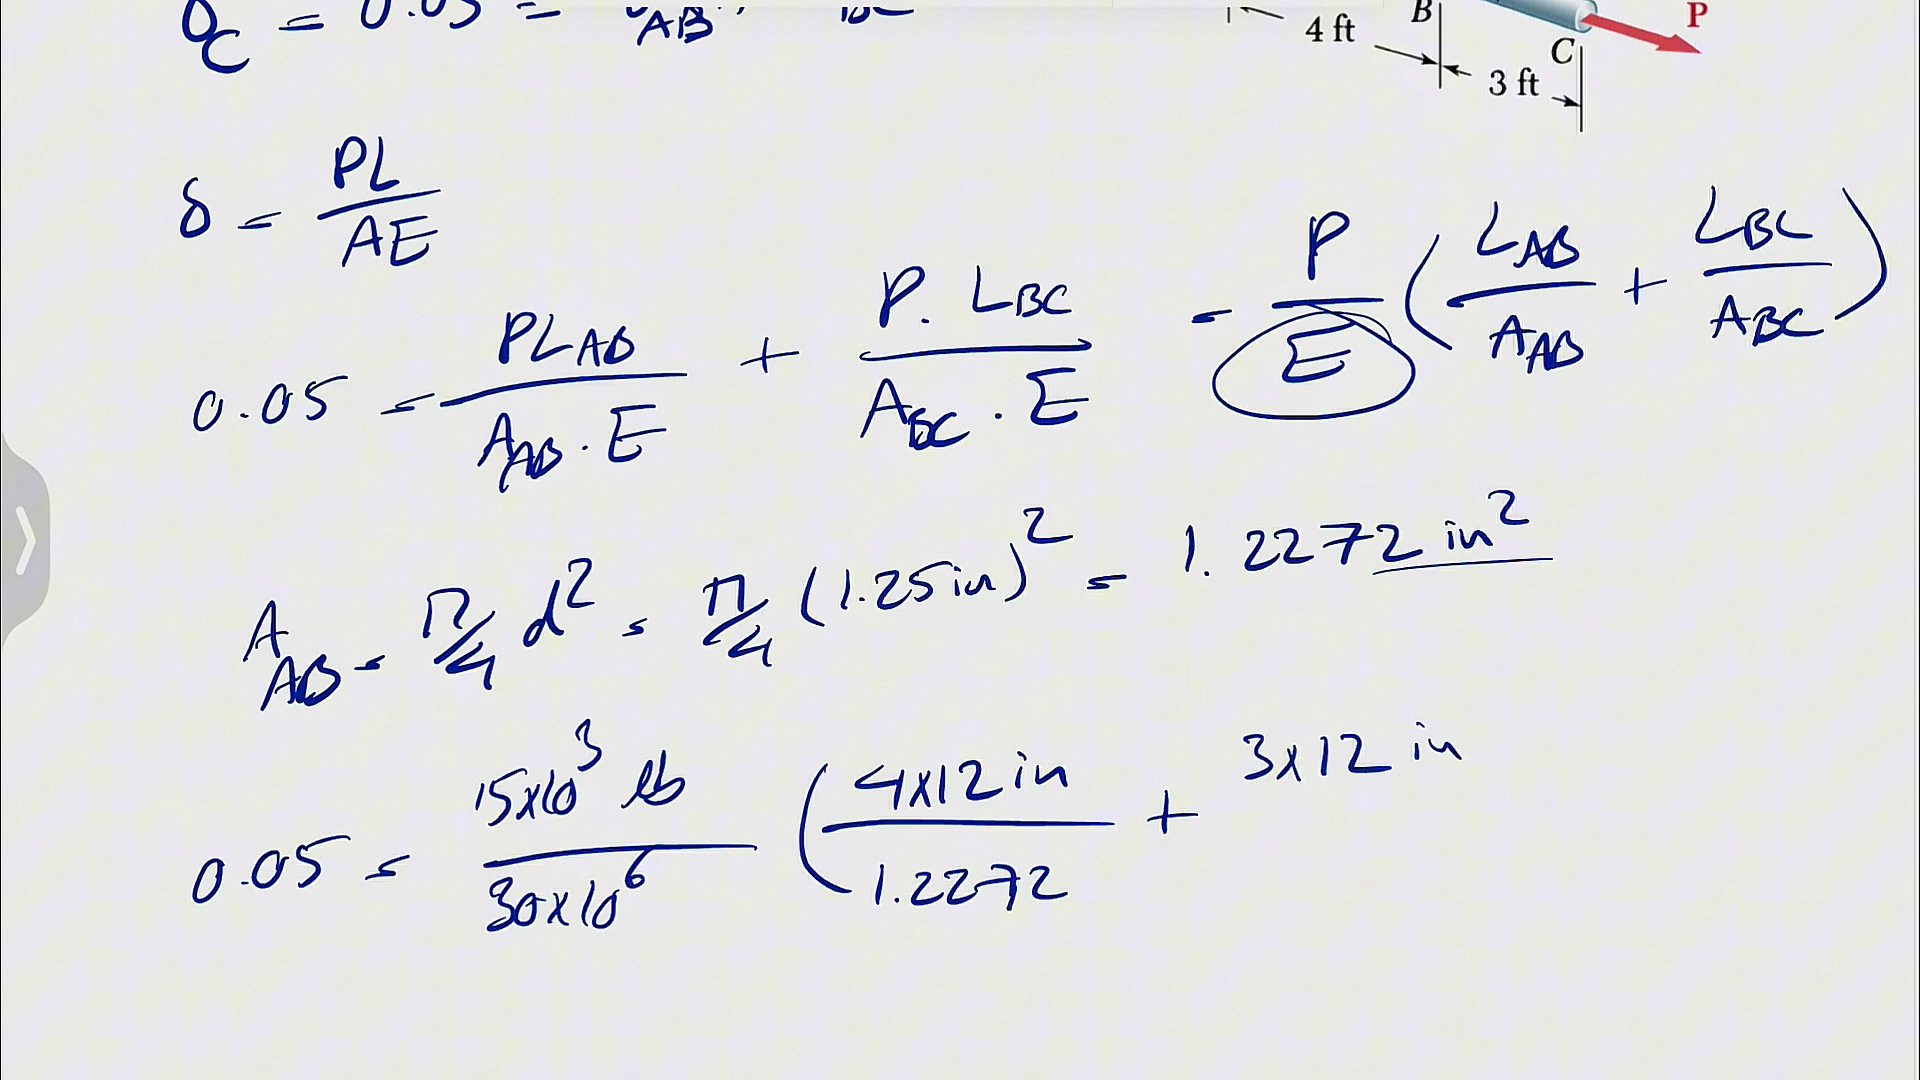 δ_C = 0.05 =
4 ft
B
P
C
3 ft
δ = PL / AE
0.05 = PL_AB / A_AB . E + P . L_BC / A_BC . E = P / E ( L_AB / A_AB + L_BC / A_BC )
A_AB = π/4 d² = π/4 (1.25 in)² = 1.2272 in²
0.05 = 15x10³ lb / 30x10⁶ ( 4x12 in / 1.2272 + 3x12 in